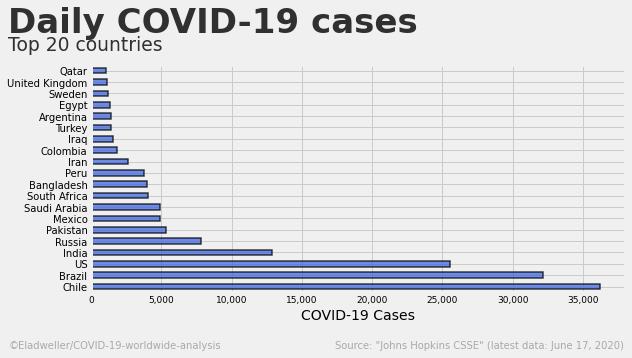 Daily COVID-19 cases
Top 20 countries
Qatar
United Kingdom
Sweden
Egypt
Argentina
Turkey
Iraq
Colombia
Iran
Peru
Bangladesh
South Africa
Saudi Arabia
Mexico
Pakistan
Russia
India
US
Brazil
Chile
0 5,000 10,000 15,000 20,000 25,000 30,000 35,000
COVID-19 Cases
©Eladweller/COVID-19-worldwide-analysis Source: "Johns Hopkins CSSE" (latest data: June 17, 2020)